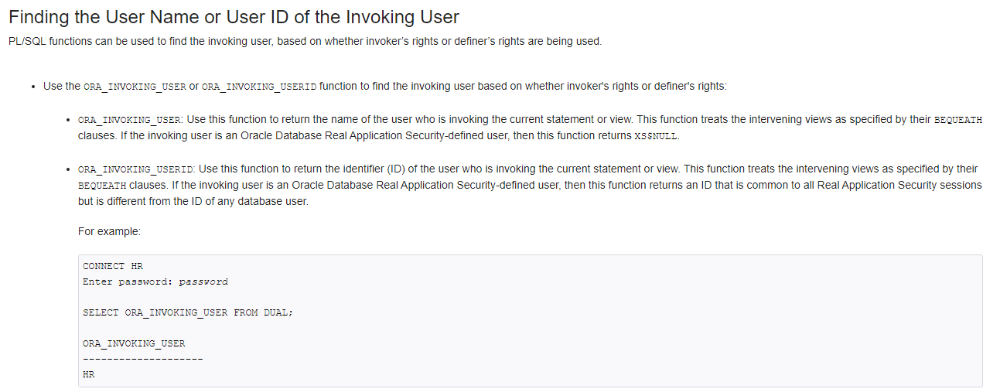 Finding the User Name or User ID of the Invoking User
PL/SQL functions can be used to find the invoking user, based on whether invoker's rights or definer's rights are being used.
• Use the ORA_INVOKING_USER or ORA_INVOKING_USERID function to find the invoking user based on whether invoker's rights or definer's rights:
• ORA_INVOKING_USER: Use this function to return the name of the user who is invoking the current statement or view. This function treats the intervening views as specified by their BEQUEATH
clauses. If the invoking user is an Oracle Database Real Application Security-defined user, then this function returns XS$NULL.
• ORA_INVOKING_USERID: Use this function to return the identifier (ID) of the user who is invoking the current statement or view. This function treats the intervening views as specified by their
BEQUEATH clauses. If the invoking user is an Oracle Database Real Application Security-defined user, then this function returns an ID that is common to all Real Application Security sessions
but is different from the ID of any database user.
For example:
CONNECT HR
Enter password: password
SELECT ORA_INVOKING_USER FROM DUAL;
ORA_INVOKING_USER
--------------------
HR